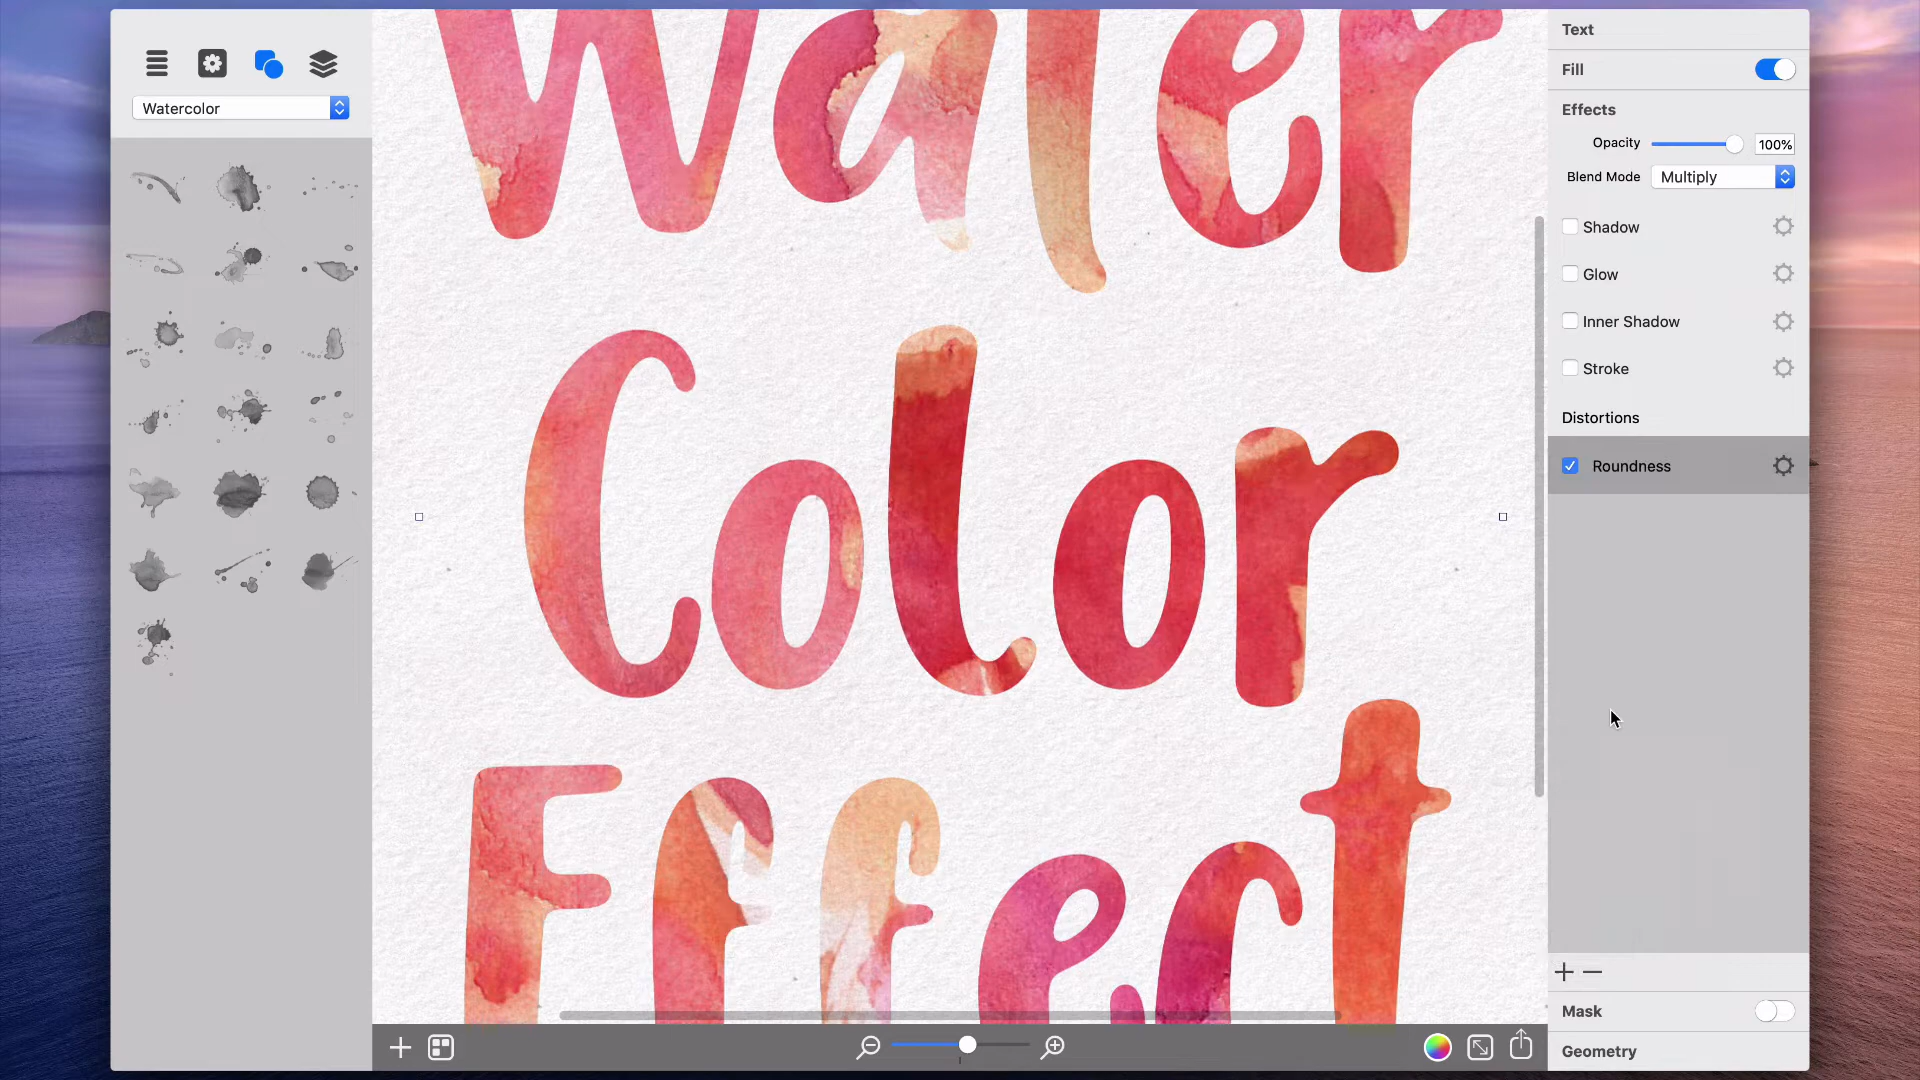 Watercolor
Water
Color
Effect
Text
Fill
Effects
Opacity 100%
Blend Mode Multiply
Shadow
Glow
Inner Shadow
Stroke
Distortions
Roundness
Mask
Geometry